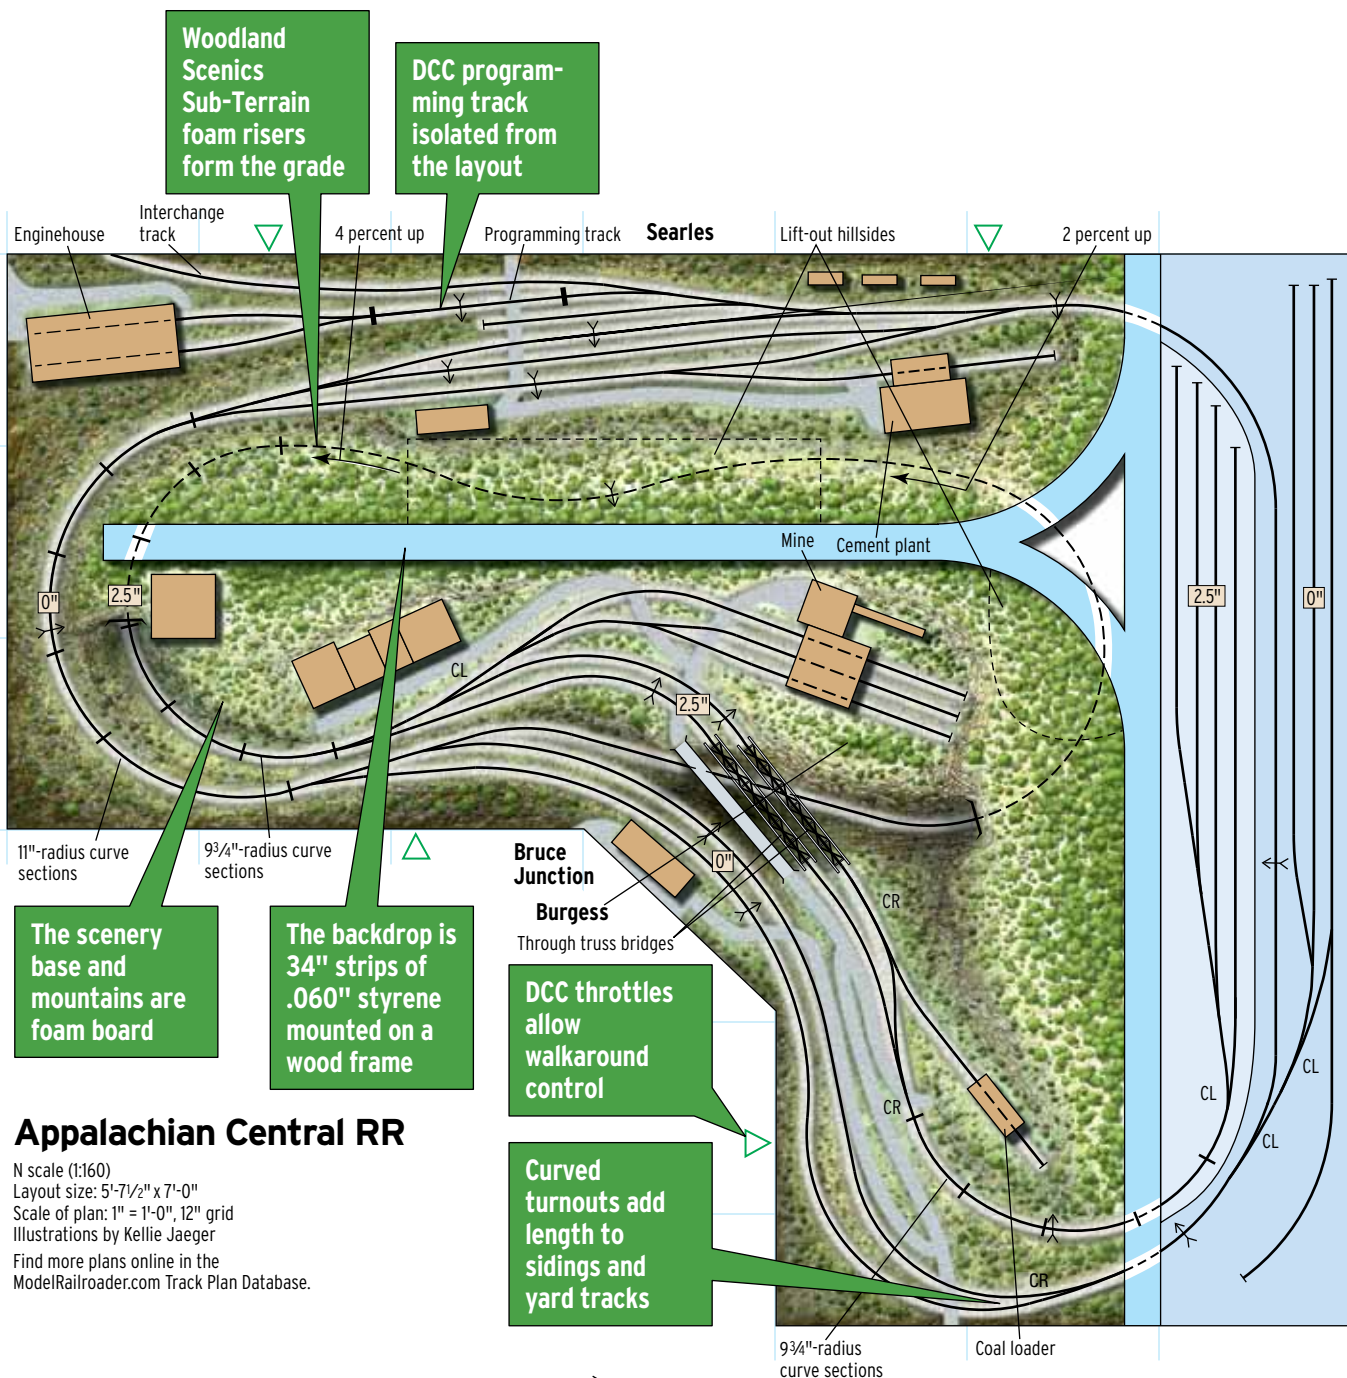 Woodland
Scenics
Sub-Terrain
foam risers
form the grade
DCC program-
ming track
isolated from
the layout
Enginehouse
Interchange
track
4 percent up
Programming track
Searles
Lift-out hillsides
2 percent up
Mine
Cement plant
0"
2.5"
CL
2.5"
0"
2.5"
0"
11"-radius curve
sections
9¾"-radius curve
sections
Bruce
Junction
Burgess
Through truss bridges
CR
CR
CL
CL
CL
CR
The scenery
base and
mountains are
foam board
The backdrop is
34" strips of
.060" styrene
mounted on a
wood frame
DCC throttles
allow
walkaround
control
Curved
turnouts add
length to
sidings and
yard tracks
9¾"-radius
curve sections
Coal loader
Appalachian Central RR
N scale (1:160)
Layout size: 5'-7½" x 7'-0"
Scale of plan: 1" = 1'-0", 12" grid
Illustrations by Kellie Jaeger
Find more plans online in the
ModelRailroader.com Track Plan Database.